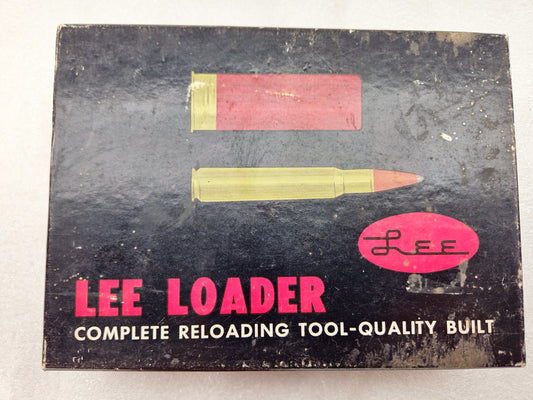 LEE
LEE LOADER
COMPLETE RELOADING TOOL-QUALITY BUILT